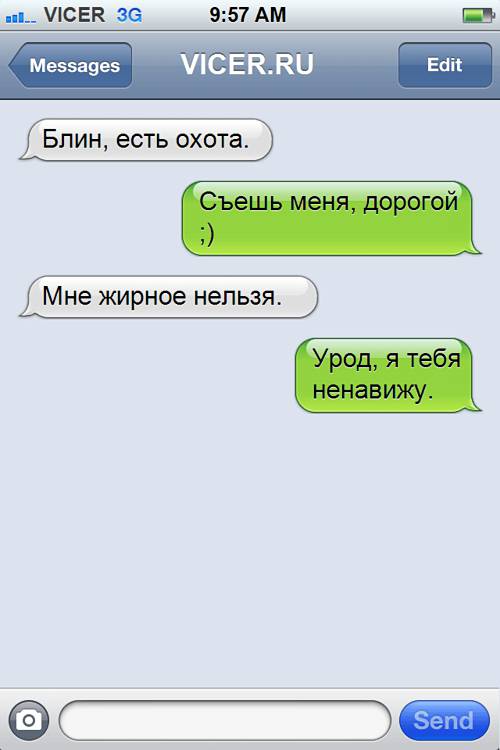 VICER 3G 9:57 AM
Messages VICER.RU Edit
Блин, есть охота.
Съешь меня, дорогой
;)
Мне жирное нельзя.
Урод, я тебя
ненавижу.
Send